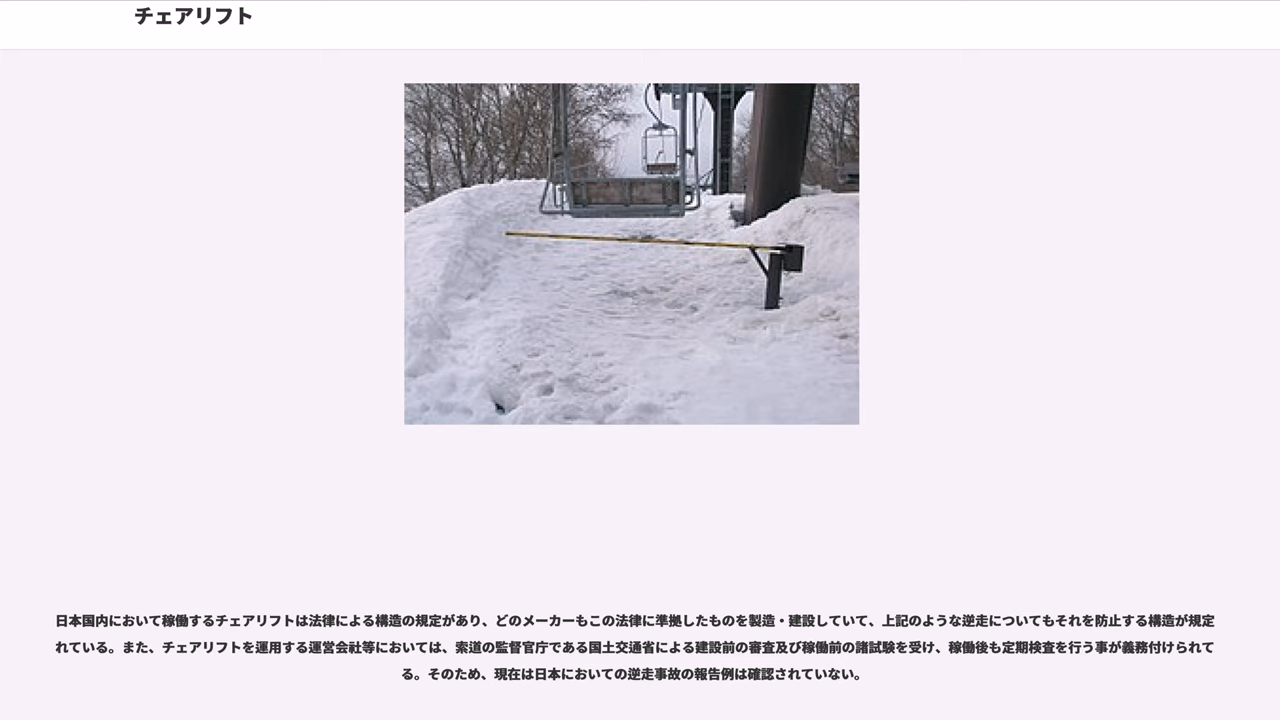 チェアリフト
日本国内において稼働するチェアリフトは法律による構造の規定があり、どのメーカーもこの法律に準拠したものを製造・建設していて、上記のような逆走についてもそれを防止する構造が規定
れている。また、チェアリフトを運用する運営会社等においては、索道の監督官庁である国土交通省による建設前の審査及び稼働前の諸試験を受け、稼働後も定期検査を行う事が義務付けられて
る。そのため、現在は日本においての逆走事故の報告例は確認されていない。